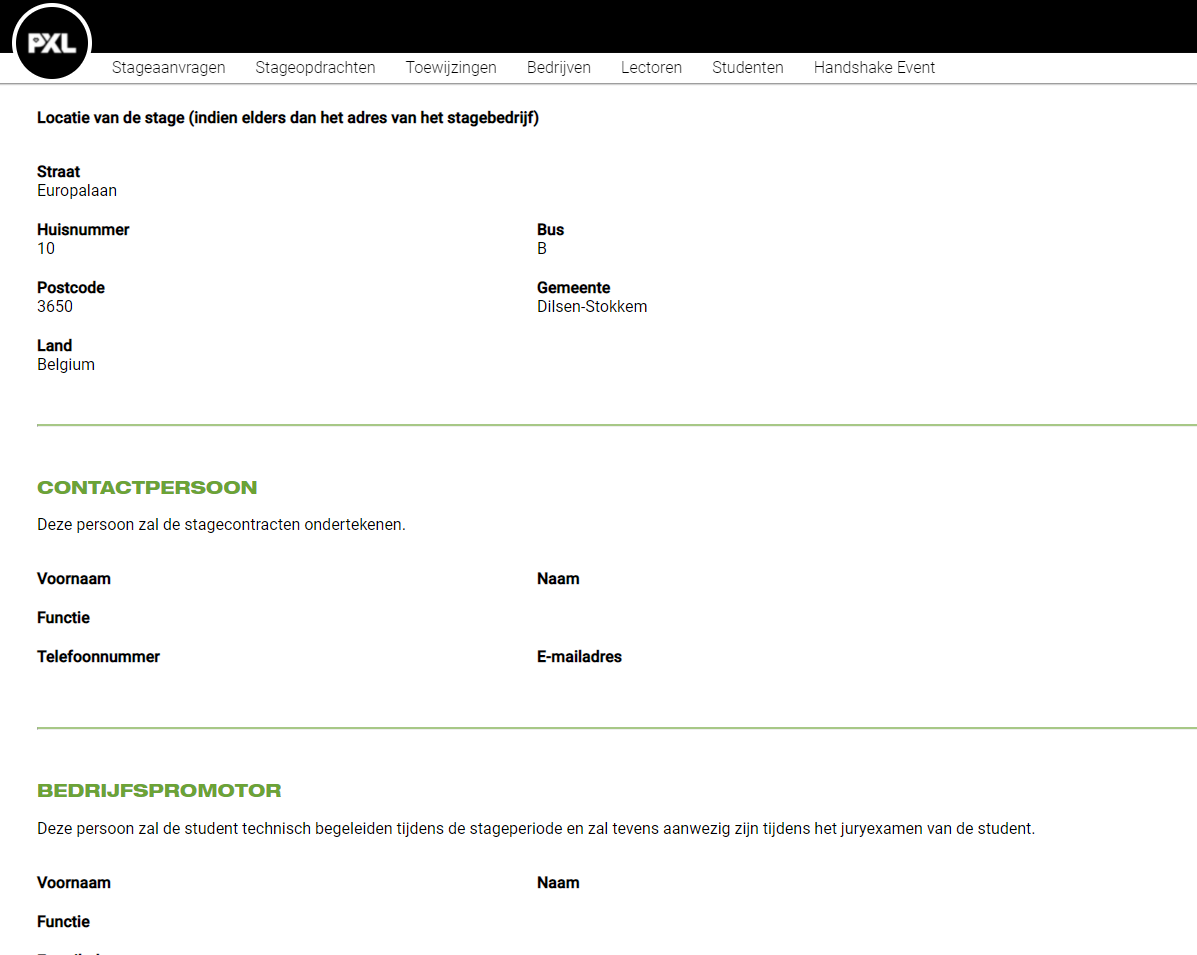 PXL
Stageaanvragen Stageopdrachten Toewijzingen Bedrijven Lectoren Studenten Handshake Event
Locatie van de stage (indien elders dan het adres van het stagebedrijf)
Straat
Europalaan
Huisnummer Bus
10 B
Postcode Gemeente
3650 Dilsen-Stokkem
Land
Belgium
CONTACTPERSOON
Deze persoon zal de stagecontracten ondertekenen.
Voornaam Naam
Functie
Telefoonnummer E-mailadres
BEDRIJFSPROMOTOR
Deze persoon zal de student technisch begeleiden tijdens de stageperiode en zal tevens aanwezig zijn tijdens het juryexamen van de student.
Voornaam Naam
Functie